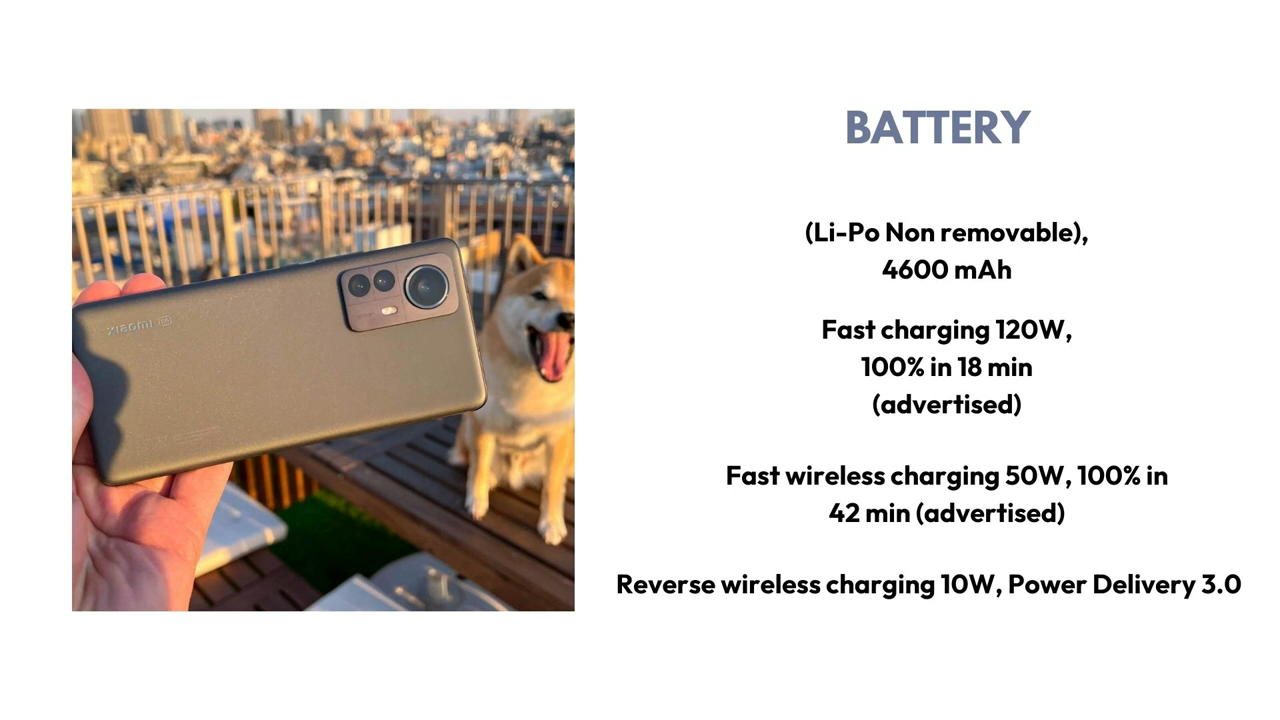 BATTERY
(Li-Po Non removable),
4600 mAh
Fast charging 120W,
100% in 18 min
(advertised)
Fast wireless charging 50W, 100% in
42 min (advertised)
Reverse wireless charging 10W, Power Delivery 3.0
xiaomi 5G